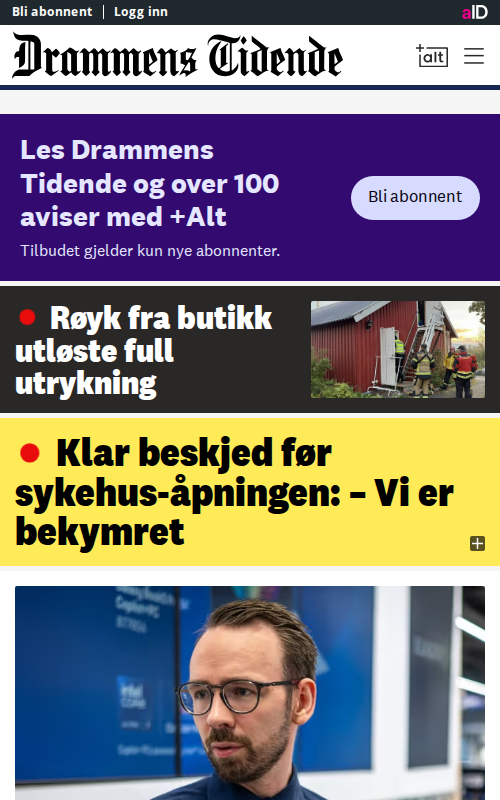 Bli abonnent
Logg inn
aID
Drammens Tidende
+alt
Les Drammens
Tidende og over 100
aviser med +Alt
Tilbudet gjelder kun nye abonnenter.
Bli abonnent
Røyk fra butikk
utløste full
utrykning
Klar beskjed før
sykehus-åpningen: – Vi er
bekymret
+
intel